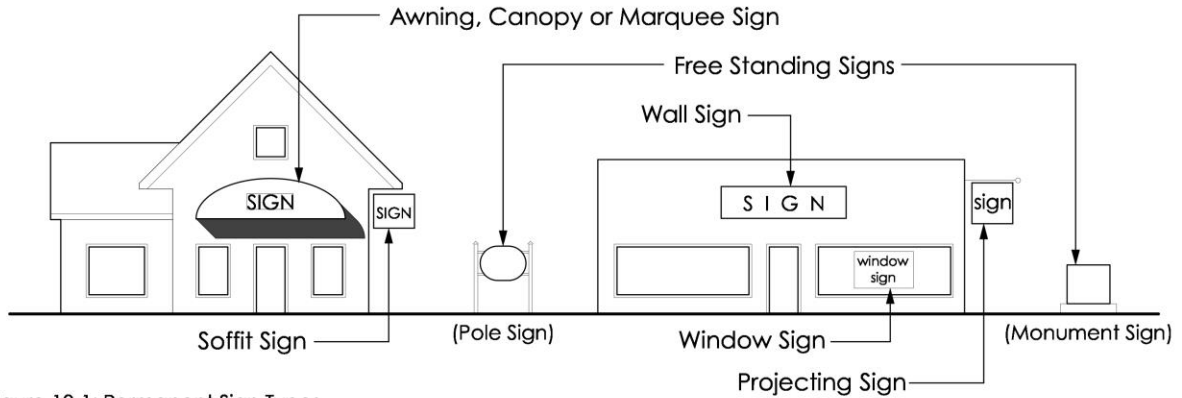 Awning, Canopy or Marquee Sign
Free Standing Signs
Wall Sign
SIGN
SIGN
S I G N
sign
window
sign
Soffit Sign
(Pole Sign)
Window Sign
(Monument Sign)
Projecting Sign